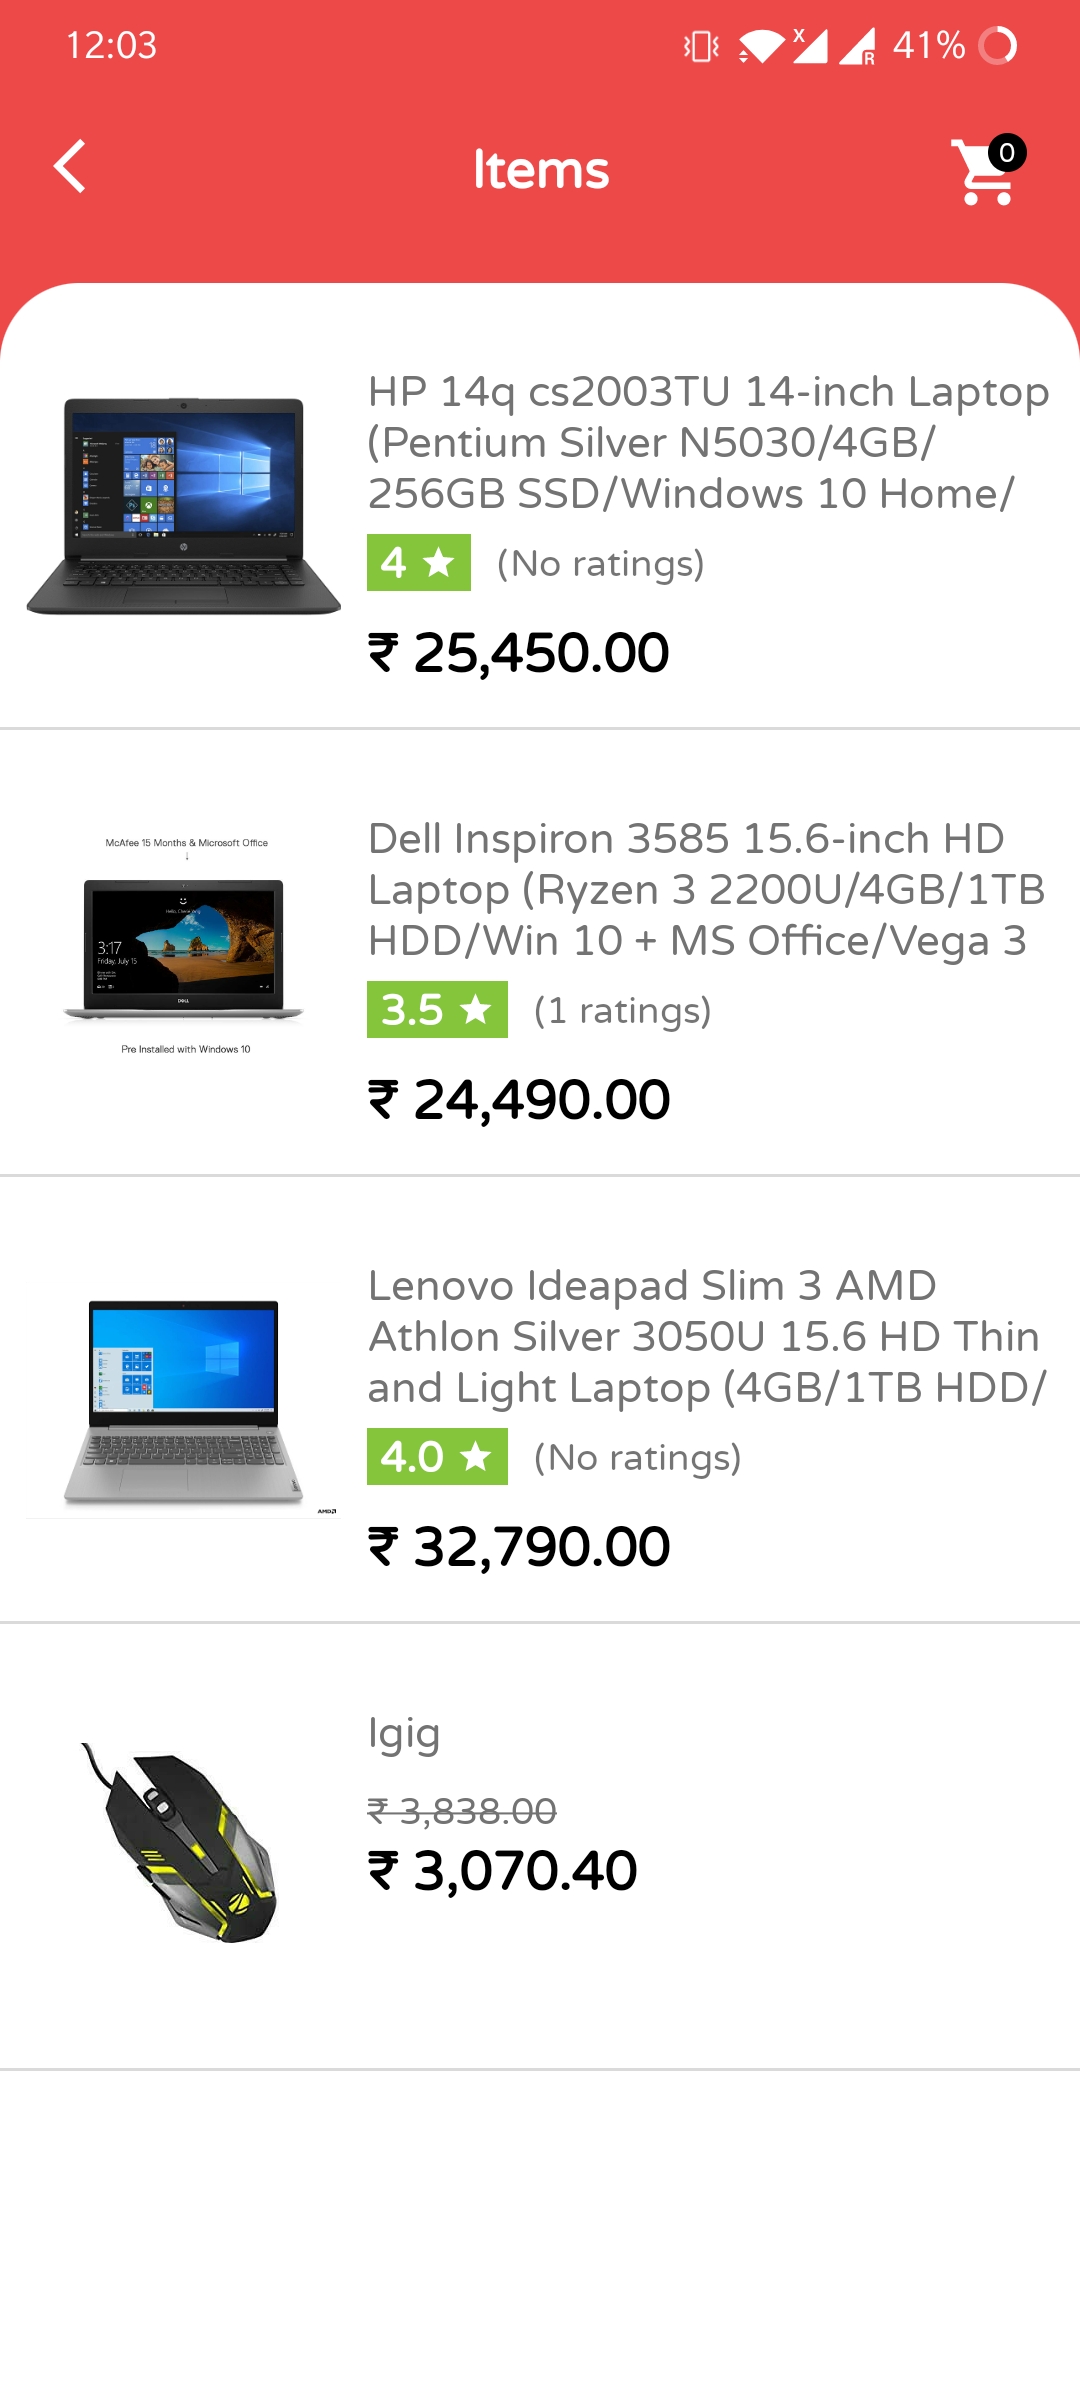 12:03
41%
Items
0
HP 14q cs2003TU 14-inch Laptop
(Pentium Silver N5030/4GB/
256GB SSD/Windows 10 Home/
4 ★ (No ratings)
₹ 25,450.00
McAfee 15 Months & Microsoft Office
↓
3:17
Friday, July 15
DELL
Pre Installed with Windows 10
Dell Inspiron 3585 15.6-inch HD
Laptop (Ryzen 3 2200U/4GB/1TB
HDD/Win 10 + MS Office/Vega 3
3.5 ★ (1 ratings)
₹ 24,490.00
AMD
Lenovo Ideapad Slim 3 AMD
Athlon Silver 3050U 15.6 HD Thin
and Light Laptop (4GB/1TB HDD/
4.0 ★ (No ratings)
₹ 32,790.00
Igig
₹ 3,838.00
₹ 3,070.40